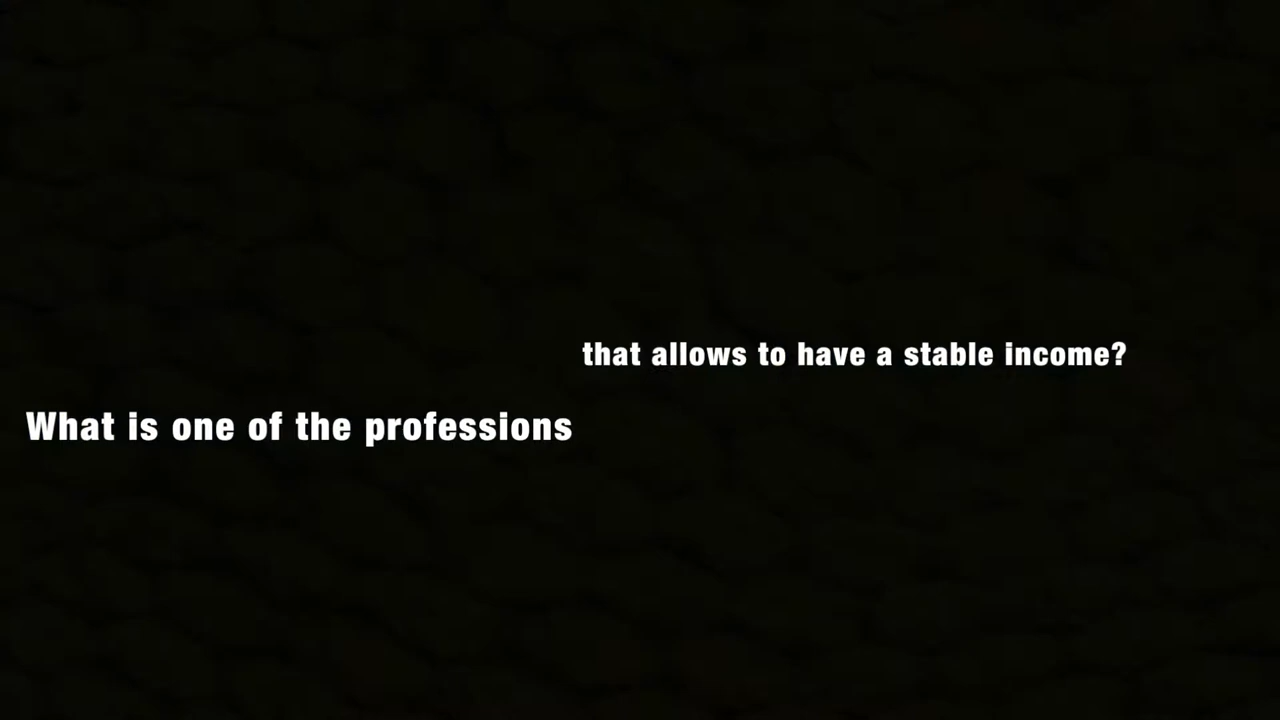 What is one of the professions
that allows to have a stable income?